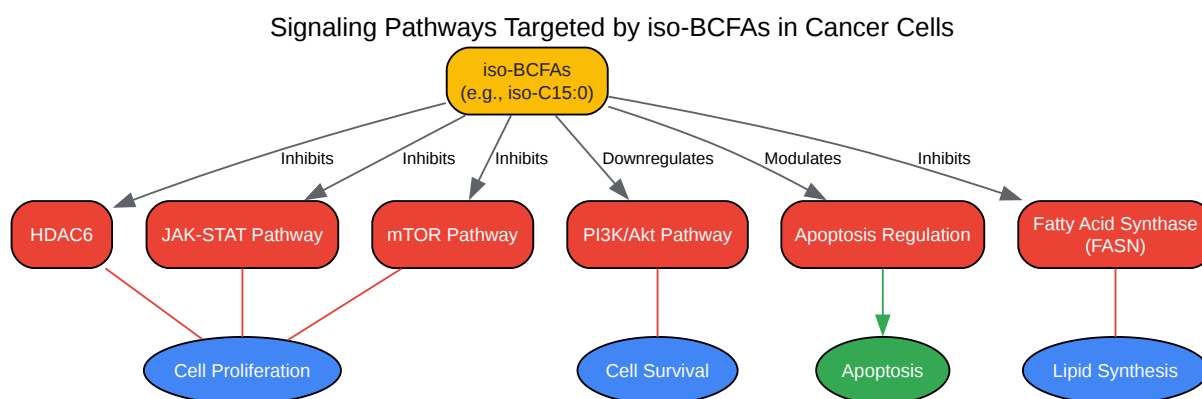 Signaling Pathways Targeted by iso-BCFAs in Cancer Cells
iso-BCFAs
(e.g., iso-C15:0)
Inhibits
Inhibits
Inhibits
Downregulates
Modulates
Inhibits
HDAC6
JAK-STAT Pathway
mTOR Pathway
PI3K/Akt Pathway
Apoptosis Regulation
Fatty Acid Synthase
(FASN)
Cell Proliferation
Cell Survival
Apoptosis
Lipid Synthesis